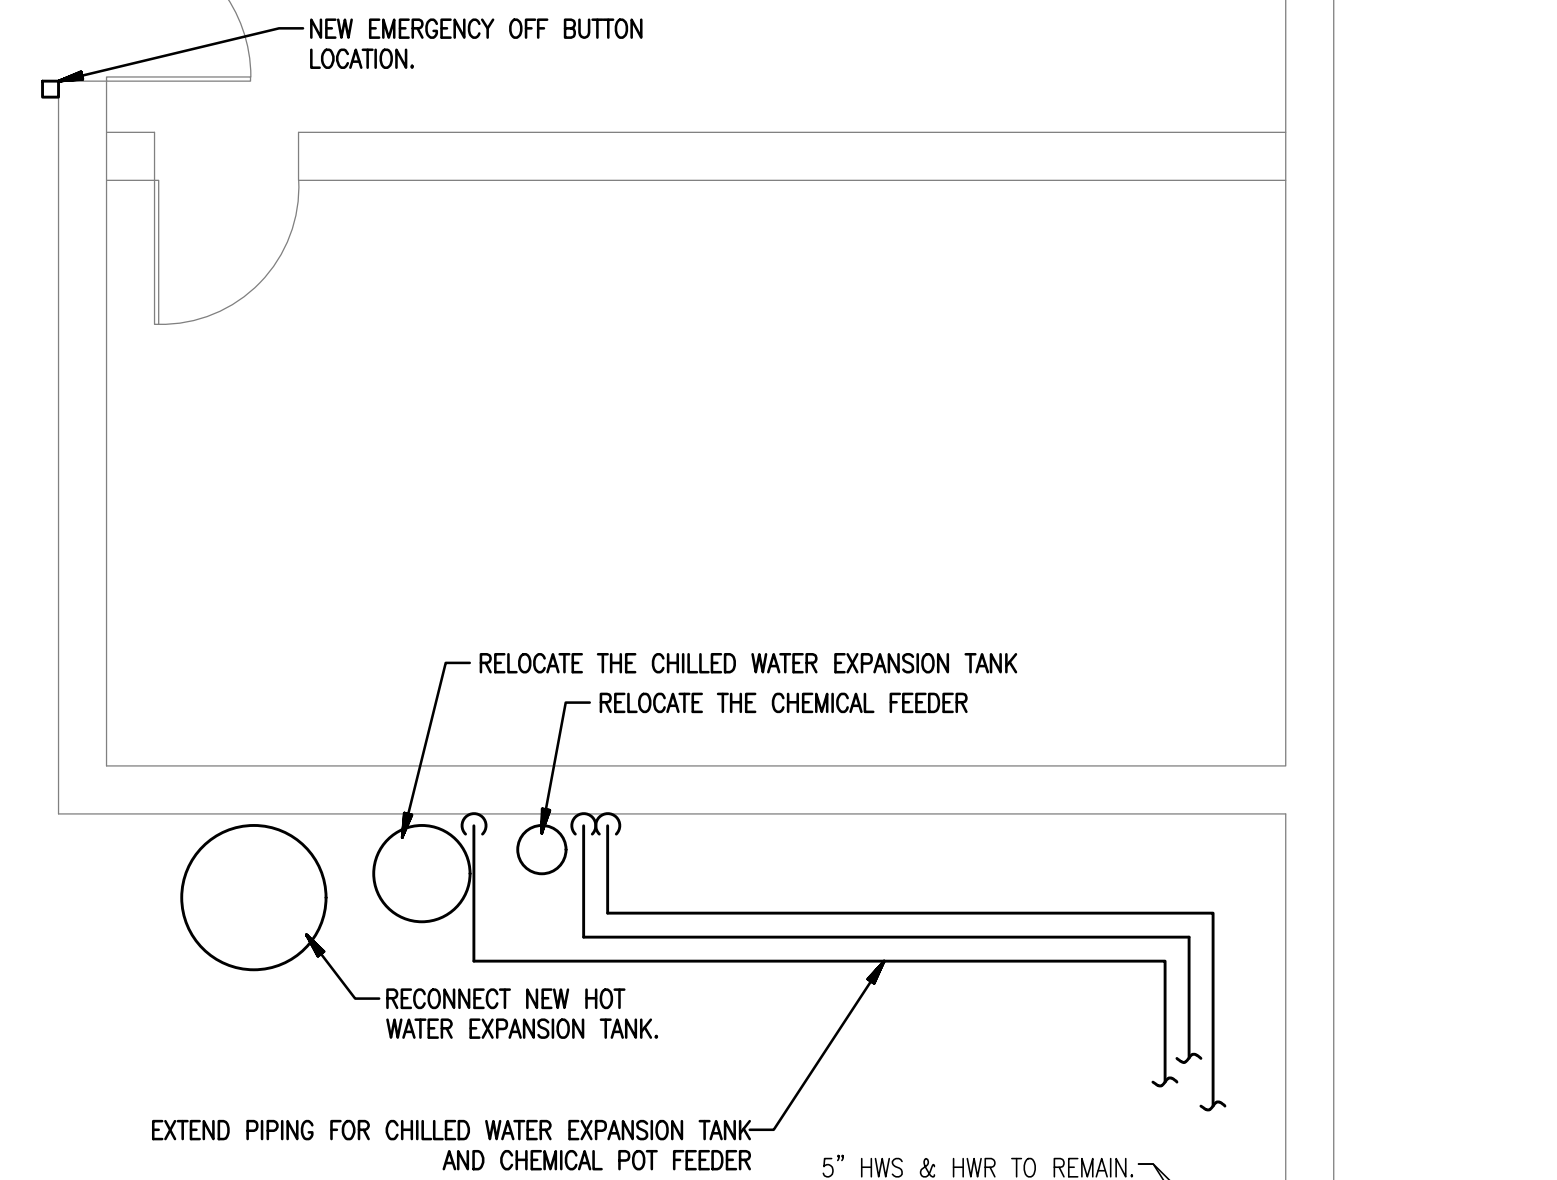 NEW EMERGENCY OFF BUTTON
LOCATION.
RELOCATE THE CHILLED WATER EXPANSION TANK
RELOCATE THE CHEMICAL FEEDER
RECONNECT NEW HOT
WATER EXPANSION TANK.
EXTEND PIPING FOR CHILLED WATER EXPANSION TANK
AND CHEMICAL POT FEEDER
5” HWS & HWR TO REMAIN.